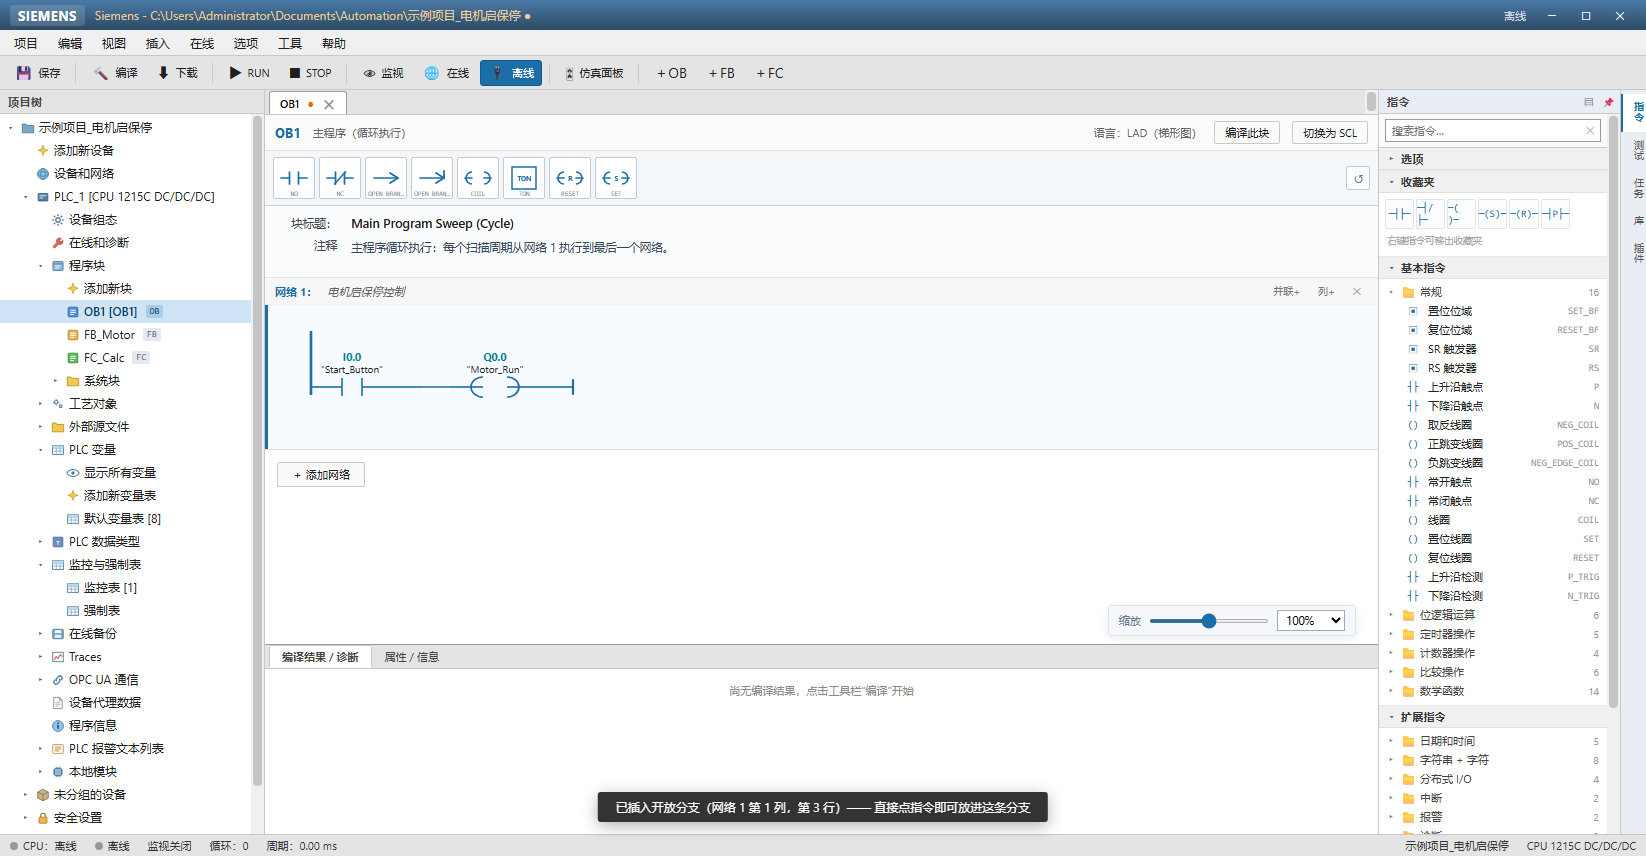 SIEMENS Siemens - C:\Users\Administrator\Documents\Automation\示例项目_电机启保停 ● 离线
项目 编辑 视图 插入 在线 选项 工具 帮助
保存 编译 下载 RUN STOP 监视 在线 离线 仿真面板 + OB + FB + FC
项目树
示例项目_电机启保停
添加新设备
设备和网络
PLC_1 [CPU 1215C DC/DC/DC]
设备组态
在线和诊断
程序块
添加新块
OB1 [OB1] OB
FB_Motor FB
FC_Calc FC
系统块
工艺对象
外部源文件
PLC 变量
显示所有变量
添加新变量表
默认变量表 [8]
PLC 数据类型
监控与强制表
监控表 [1]
强制表
在线备份
Traces
OPC UA 通信
设备代理数据
程序信息
PLC 报警文本列表
本地模块
未分组的设备
安全设置
OB1 ●
OB1 主程序（循环执行） 语言：LAD（梯形图） 编译此块 切换为 SCL
NO NC OPEN BRAN… OPEN BRAN… COIL TON TON R RESET S SET
块标题： Main Program Sweep (Cycle)
注释 主程序循环执行：每个扫描周期从网络 1 执行到最后一个网络。
网络 1： 电机启保停控制 并联+ 列+
I0.0 Q0.0
"Start_Button" "Motor_Run"
+ 添加网络
缩放 100%
编译结果 / 诊断 属性 / 信息
尚无编译结果，点击工具栏“编译”开始
已插入开放分支（网络 1 第 1 列，第 3 行）—— 直接点指令即可放进这条分支
指令
搜索指令...
选项
收藏夹
(S) (R) P
右键指令可移出收藏夹
基本指令
常规 16
置位位域 SET_BF
复位位域 RESET_BF
SR 触发器 SR
RS 触发器 RS
上升沿触点 P
下降沿触点 N
取反线圈 NEG_COIL
正跳变线圈 POS_COIL
负跳变线圈 NEG_EDGE_COIL
常开触点 NO
常闭触点 NC
线圈 COIL
置位线圈 SET
复位线圈 RESET
上升沿检测 P_TRIG
下降沿检测 N_TRIG
位逻辑运算 6
定时器操作 5
计数器操作 4
比较操作 6
数学函数 14
扩展指令
日期和时间 5
字符串 + 字符 8
分布式 I/O 4
中断 2
报警 2
指令
测试
任务
库
插件
CPU：离线 离线 监视关闭 循环：0 周期：0.00 ms 示例项目_电机启保停 CPU 1215C DC/DC/DC